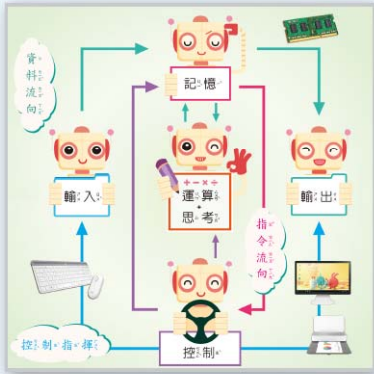 資料流向
記憶
輸入
+ − × ÷
運算
+
思考
輸出
指令流向
控制指揮
控制